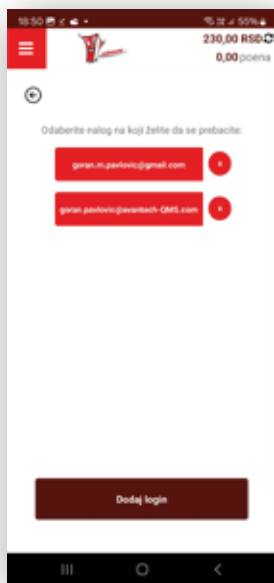 18:50
55%
230,00 RSD
0,00 poena
Odaberite nalog na koji želite da se prebacite:
goran.m.pavlovic@gmail.com
x
goran.pavlovic@avantech-QMS.com
x
Dodaj login